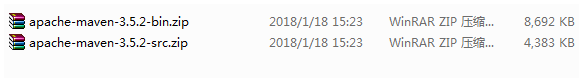 apache-maven-3.5.2-bin.zip 2018/1/18 15:23 WinRAR ZIP 压缩... 8,692 KB
apache-maven-3.5.2-src.zip 2018/1/18 15:23 WinRAR ZIP 压缩... 4,383 KB